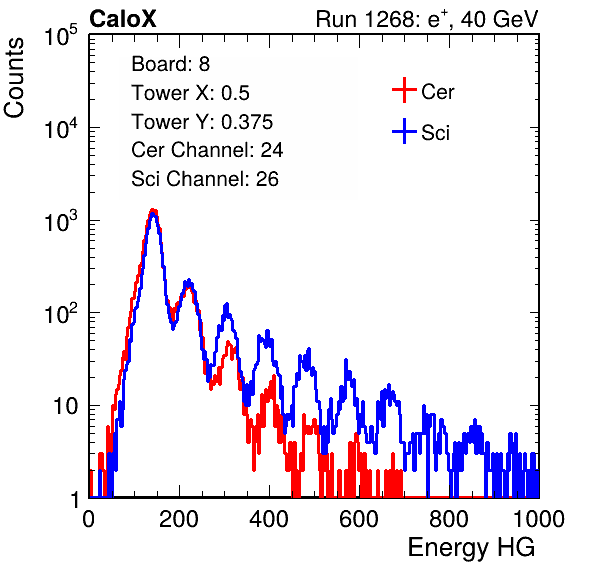 CaloX Run 1268: e⁺, 40 GeV
Counts
10⁵
10⁴
10³
10²
10
1
Board: 8
Tower X: 0.5
Tower Y: 0.375
Cer Channel: 24
Sci Channel: 26
Cer
Sci
0 200 400 600 800 1000
Energy HG